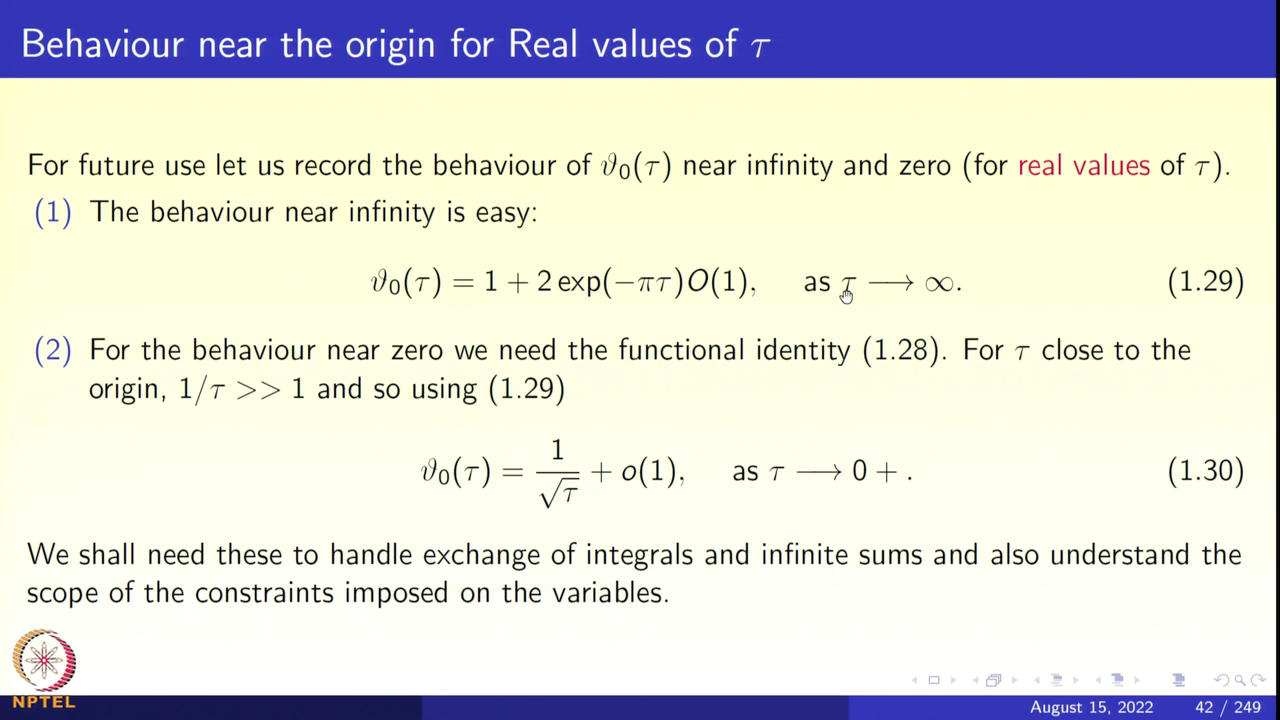 Behaviour near the origin for Real values of τ
For future use let us record the behaviour of ϑ₀(τ) near infinity and zero (for real values of τ).
(1) The behaviour near infinity is easy:
ϑ₀(τ) = 1 + 2 exp(−πτ)O(1), as τ ⟶ ∞. (1.29)
(2) For the behaviour near zero we need the functional identity (1.28). For τ close to the
origin, 1/τ >> 1 and so using (1.29)
ϑ₀(τ) = 1/√τ + o(1), as τ ⟶ 0 + . (1.30)
We shall need these to handle exchange of integrals and infinite sums and also understand the
scope of the constraints imposed on the variables.
NPTEL
August 15, 2022 42 / 249